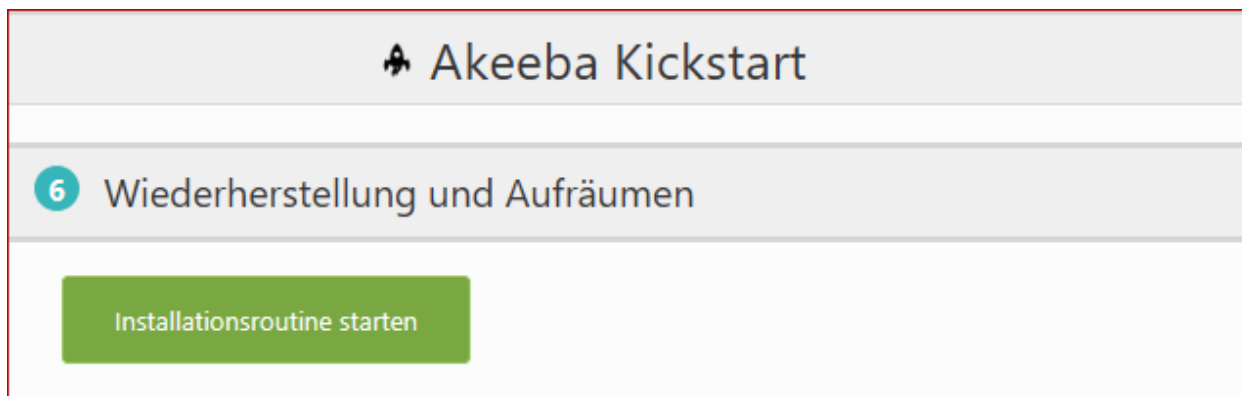 Akeeba Kickstart
6 Wiederherstellung und Aufräumen
Installationsroutine starten